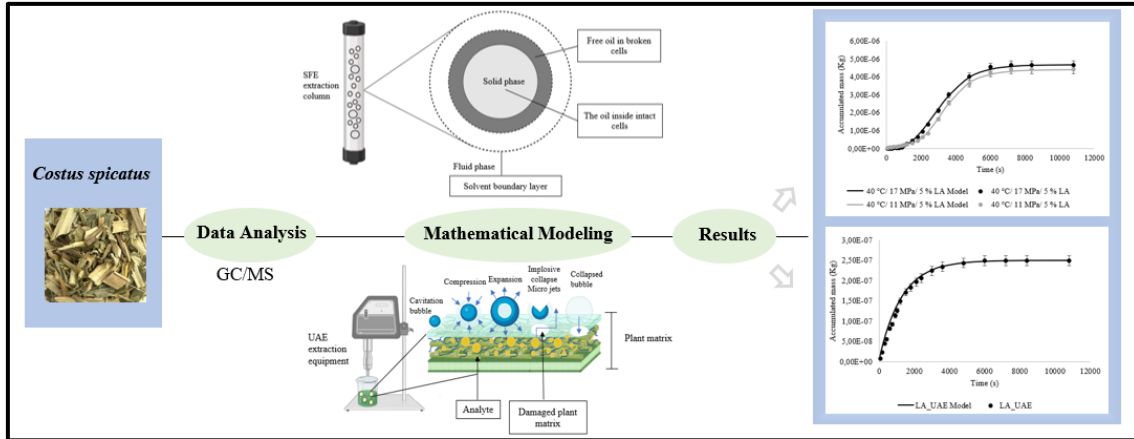 Costus spicatus
Data Analysis
GC/MS
SFE
extraction
column
Free oil in broken
cells
Solid phase
The oil inside intact
cells
Fluid phase
Solvent boundary layer
Mathematical Modeling
Cavitation
bubble
Compression
Expansion
Implosive
collapse
Micro jets
Collapsed
bubble
Plant matrix
UAE
extraction
equipment
Analyte
Damaged plant
matrix
Results
Accumulated mass (Kg)
6,00E-06
5,00E-06
4,00E-06
3,00E-06
2,00E-06
1,00E-06
0,00E+00
0 2000 4000 6000 8000 10000 12000
Time (s)
40 °C/ 17 MPa/ 5 % LA Model 40 °C/ 17 MPa/ 5 % LA
40 °C/ 11 MPa/ 5 % LA Model 40 °C/ 11 MPa/ 5 % LA
Accumulated mass (Kg)
3,00E-07
2,50E-07
2,00E-07
1,50E-07
1,00E-07
5,00E-08
0,00E+00
0 2000 4000 6000 8000 10000 12000
Time (s)
LA_UAE Model LA_UAE